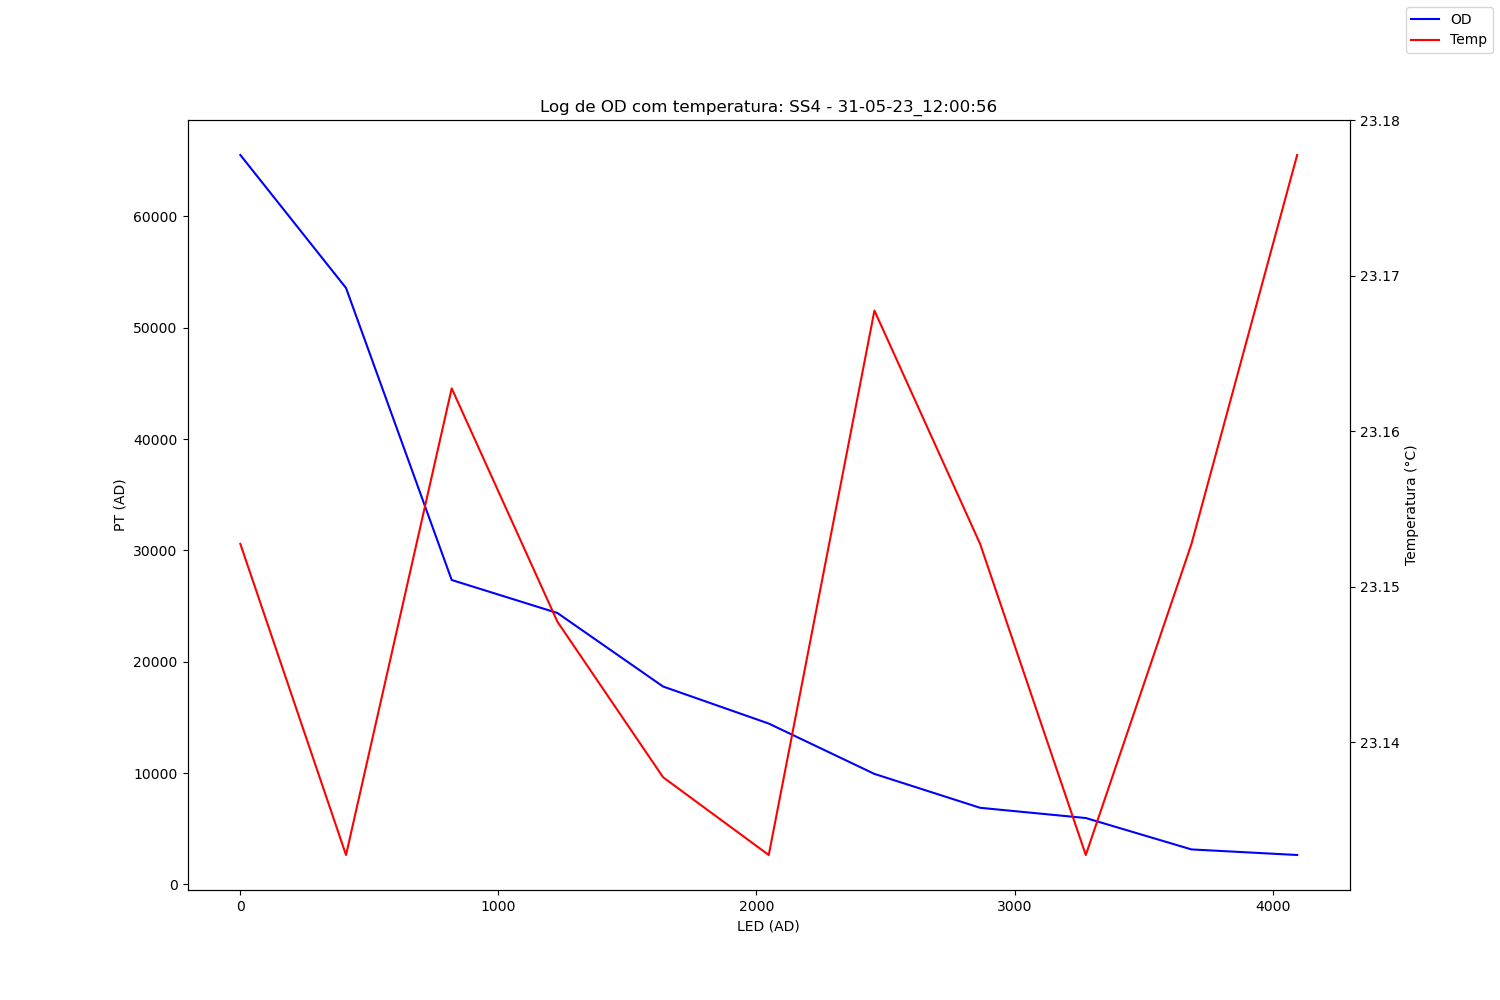 OD
Temp
Log de OD com temperatura: SS4 - 31-05-23_12:00:56
23.18
60000
23.17
50000
40000
23.16
PT (AD)
Temperatura (°C)
30000
23.15
20000
23.14
10000
0
0 1000 2000 3000 4000
LED (AD)